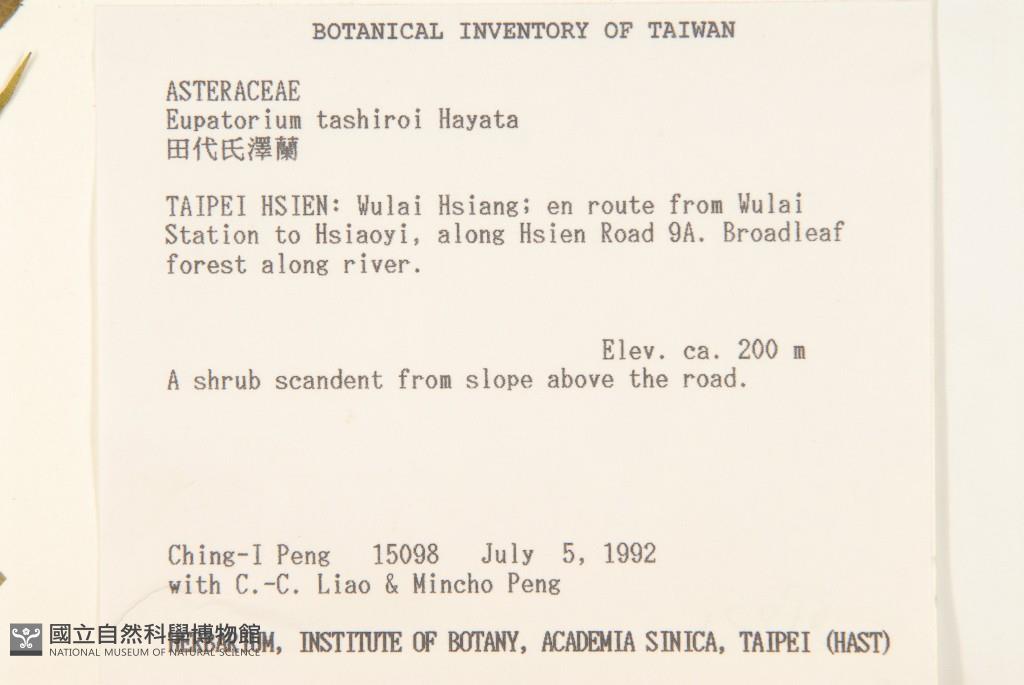 BOTANICAL INVENTORY OF TAIWAN
ASTERACEAE
Eupatorium tashiroi Hayata
田代氏澤蘭
TAIPEI HSIEN: Wulai Hsiang; en route from Wulai
Station to Hsiaoyi, along Hsien Road 9A. Broadleaf
forest along river.
Elev. ca. 200 m
A shrub scandent from slope above the road.
Ching-I Peng 15098 July 5, 1992
with C.-C. Liao & Mincho Peng
HERBARIUM, INSTITUTE OF BOTANY, ACADEMIA SINICA, TAIPEI (HAST)
國立自然科學博物館
NATIONAL MUSEUM OF NATURAL SCIENCE